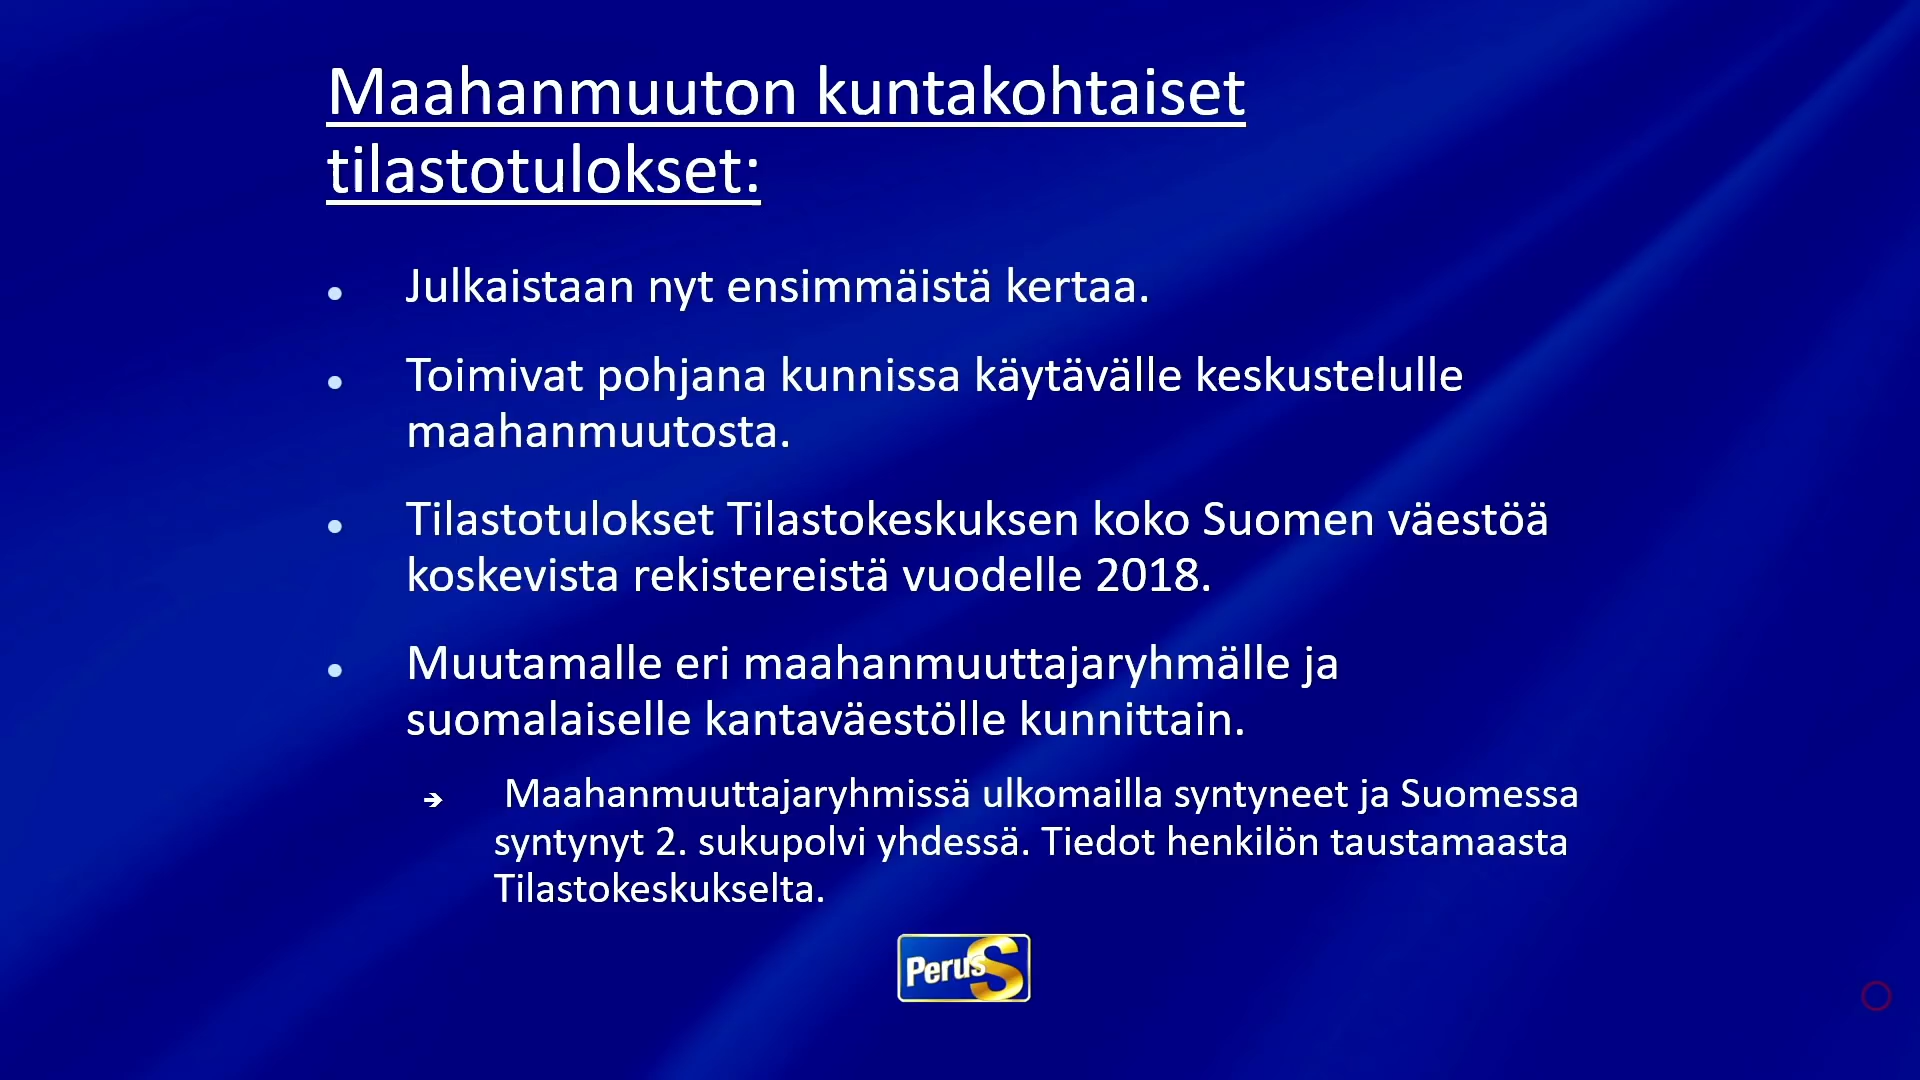 Maahanmuuton kuntakohtaiset
tilastotulokset:
Julkaistaan nyt ensimmäistä kertaa.
Toimivat pohjana kunnissa käytävälle keskustelulle
maahanmuutosta.
Tilastotulokset Tilastokeskuksen koko Suomen väestöä
koskevista rekistereistä vuodelle 2018.
Muutamalle eri maahanmuuttajaryhmälle ja
suomalaiselle kantaväestölle kunnittain.
Maahanmuuttajaryhmissä ulkomailla syntyneet ja Suomessa
syntynyt 2. sukupolvi yhdessä. Tiedot henkilön taustamaasta
Tilastokeskukselta.
PerusS